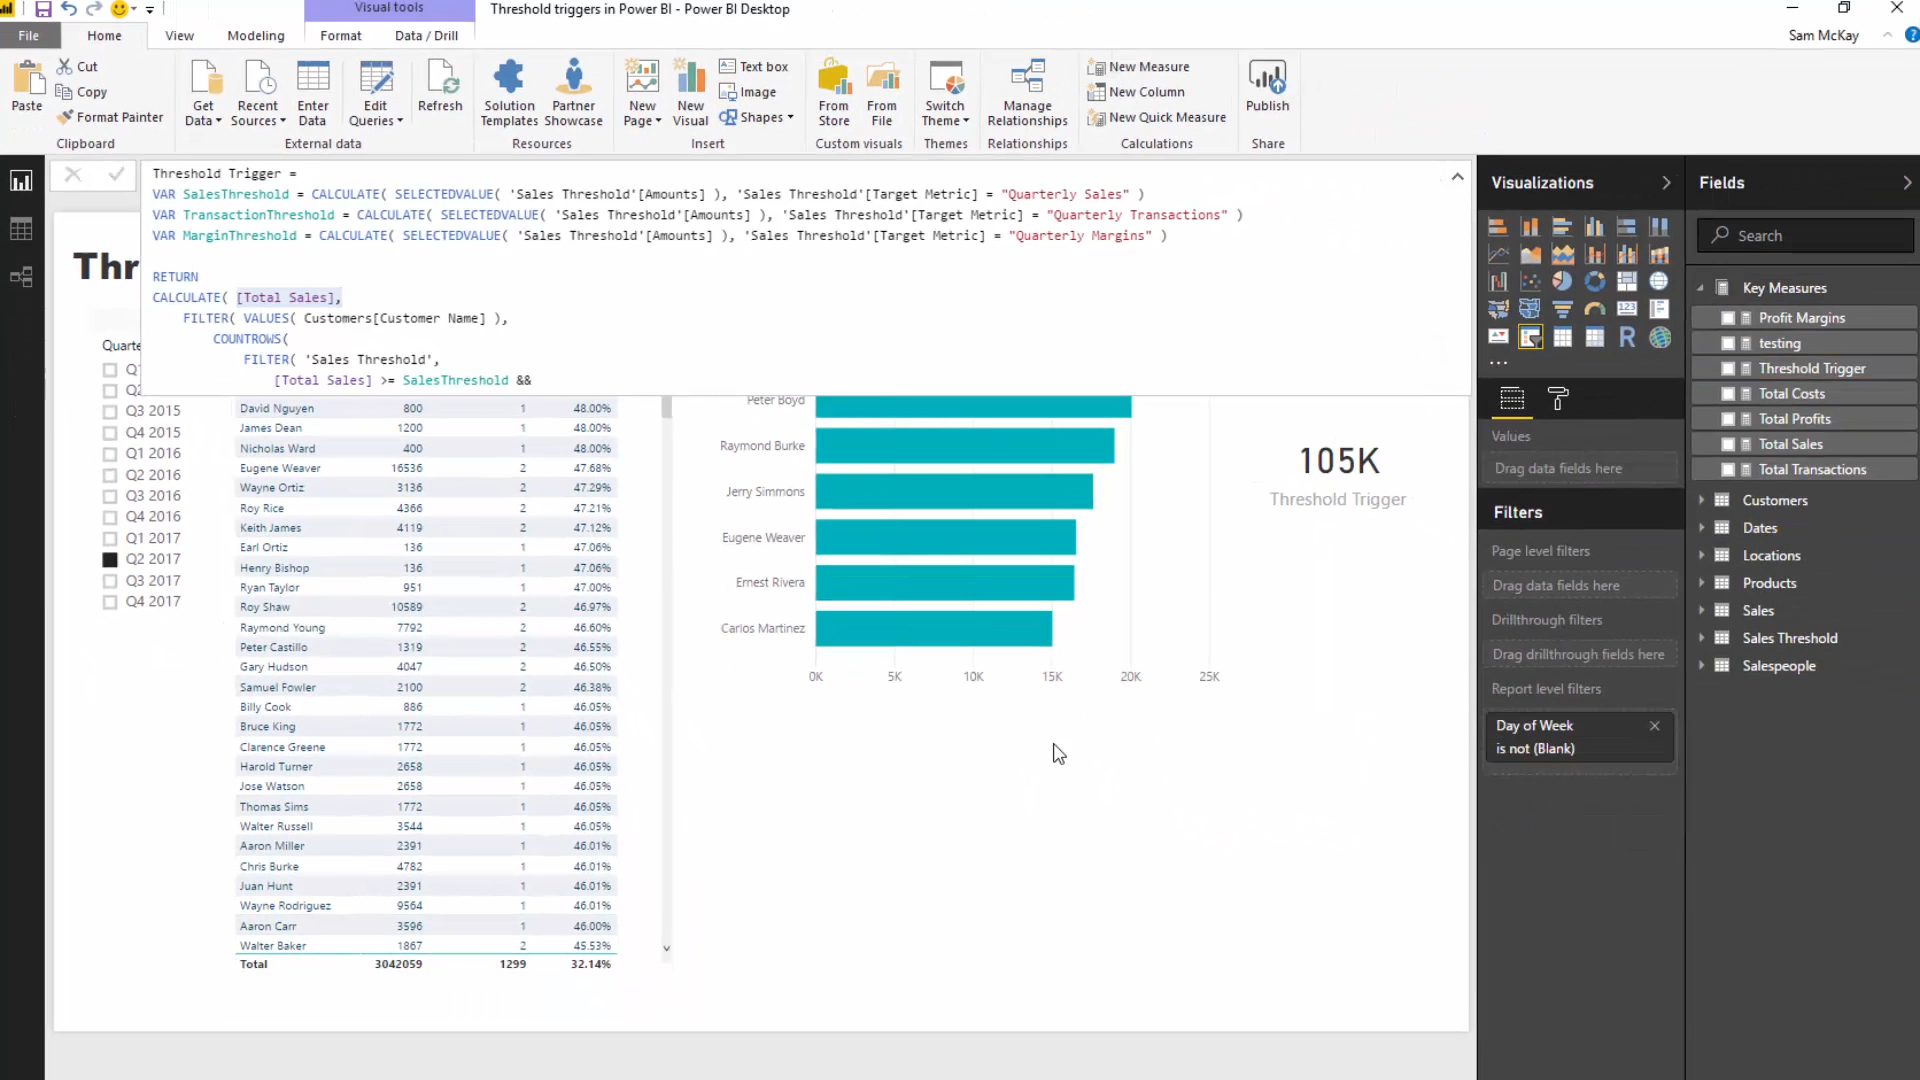 Visual tools
Threshold triggers in Power BI - Power BI Desktop
File
Home
View
Modeling
Format
Data / Drill
Sam McKay
Paste
Cut
Copy
Format Painter
Clipboard
Get Data
Recent Sources
Enter Data
Edit Queries
Refresh
External data
Solution Templates
Partner Showcase
Resources
New Page
New Visual
Text box
Image
Shapes
Insert
From Store
From File
Custom visuals
Switch Theme
Themes
Manage Relationships
Relationships
New Measure
New Column
New Quick Measure
Calculations
Publish
Share
Threshold Trigger =
VAR SalesThreshold = CALCULATE( SELECTEDVALUE( 'Sales Threshold'[Amounts] ), 'Sales Threshold'[Target Metric] = "Quarterly Sales" )
VAR TransactionThreshold = CALCULATE( SELECTEDVALUE( 'Sales Threshold'[Amounts] ), 'Sales Threshold'[Target Metric] = "Quarterly Transactions" )
VAR MarginThreshold = CALCULATE( SELECTEDVALUE( 'Sales Threshold'[Amounts] ), 'Sales Threshold'[Target Metric] = "Quarterly Margins" )
RETURN
CALCULATE( [Total Sales],
FILTER( VALUES( Customers[Customer Name] ),
COUNTROWS(
FILTER( 'Sales Threshold',
[Total Sales] >= SalesThreshold &&
Thr
Quarte
Q3 2015
Q4 2015
Q1 2016
Q2 2016
Q3 2016
Q4 2016
Q1 2017
Q2 2017
Q3 2017
Q4 2017
David Nguyen 800 1 48.00%
James Dean 1200 1 48.00%
Nicholas Ward 400 1 48.00%
Eugene Weaver 16536 2 47.68%
Wayne Ortiz 3136 2 47.29%
Roy Rice 4366 2 47.21%
Keith James 4119 2 47.12%
Earl Ortiz 136 1 47.06%
Henry Bishop 136 1 47.06%
Ryan Taylor 951 1 47.00%
Roy Shaw 10589 2 46.97%
Raymond Young 7792 2 46.60%
Peter Castillo 1319 2 46.55%
Gary Hudson 4047 2 46.50%
Samuel Fowler 2100 2 46.38%
Billy Cook 886 1 46.05%
Bruce King 1772 1 46.05%
Clarence Greene 1772 1 46.05%
Harold Turner 2658 1 46.05%
Jose Watson 2658 1 46.05%
Thomas Sims 1772 1 46.05%
Walter Russell 3544 1 46.05%
Aaron Miller 2391 1 46.01%
Chris Burke 4782 1 46.01%
Juan Hunt 2391 1 46.01%
Wayne Rodriguez 9564 1 46.01%
Aaron Carr 3596 1 46.00%
Walter Baker 1867 2 45.53%
Total 3042059 1299 32.14%
Peter Boyd
Raymond Burke
Jerry Simmons
Eugene Weaver
Ernest Rivera
Carlos Martinez
0K 5K 10K 15K 20K 25K
105K
Threshold Trigger
Visualizations
R
123
Values
Drag data fields here
Filters
Page level filters
Drag data fields here
Drillthrough filters
Drag drillthrough fields here
Report level filters
Day of Week
is not (Blank)
Fields
Search
Key Measures
Profit Margins
testing
Threshold Trigger
Total Costs
Total Profits
Total Sales
Total Transactions
Customers
Dates
Locations
Products
Sales
Sales Threshold
Salespeople